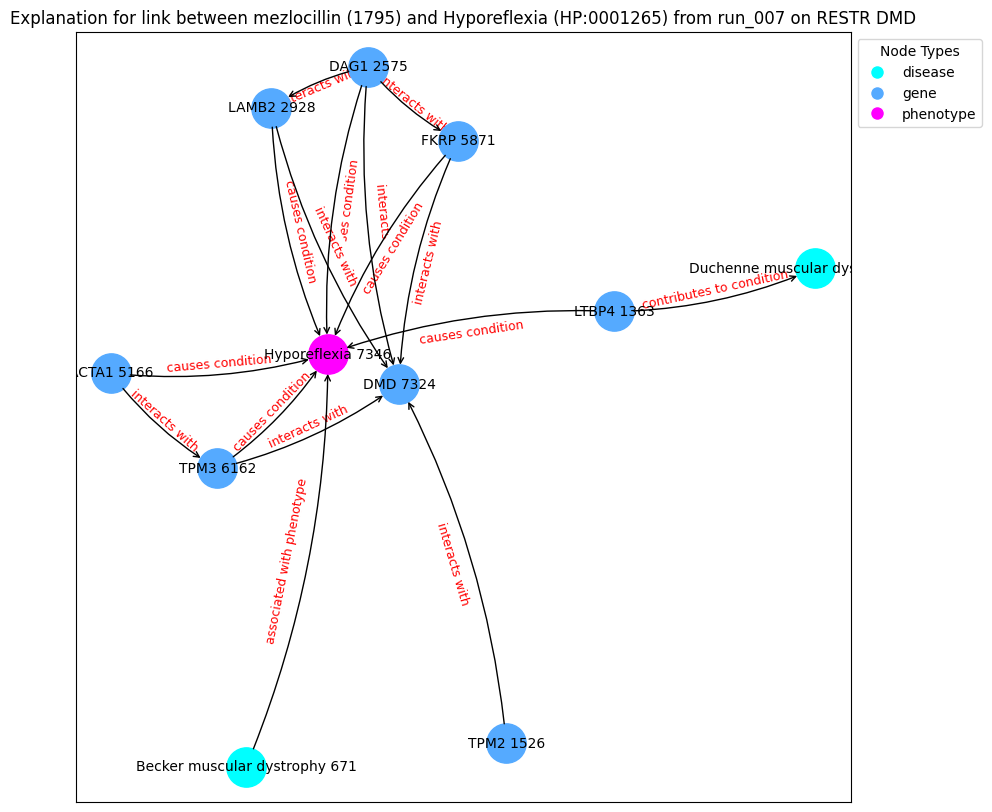 Explanation for link between mezlocillin (1795) and Hyporeflexia (HP:0001265) from run_007 on RESTR DMD
Node Types
disease
gene
phenotype
DAG1 2575
interacts with
interacts with
LAMB2 2928
FKRP 5871
causes condition
interacts with
causes condition
interacts
causes condition
interacts with
Duchenne muscular dys
contributes to condition
LTBP4 1363
causes condition
Hyporeflexia 7346
ACTA1 5166
causes condition
DMD 7324
interacts with
causes condition
interacts with
TPM3 6162
associated with phenotype
interacts with
TPM2 1526
Becker muscular dystrophy 671